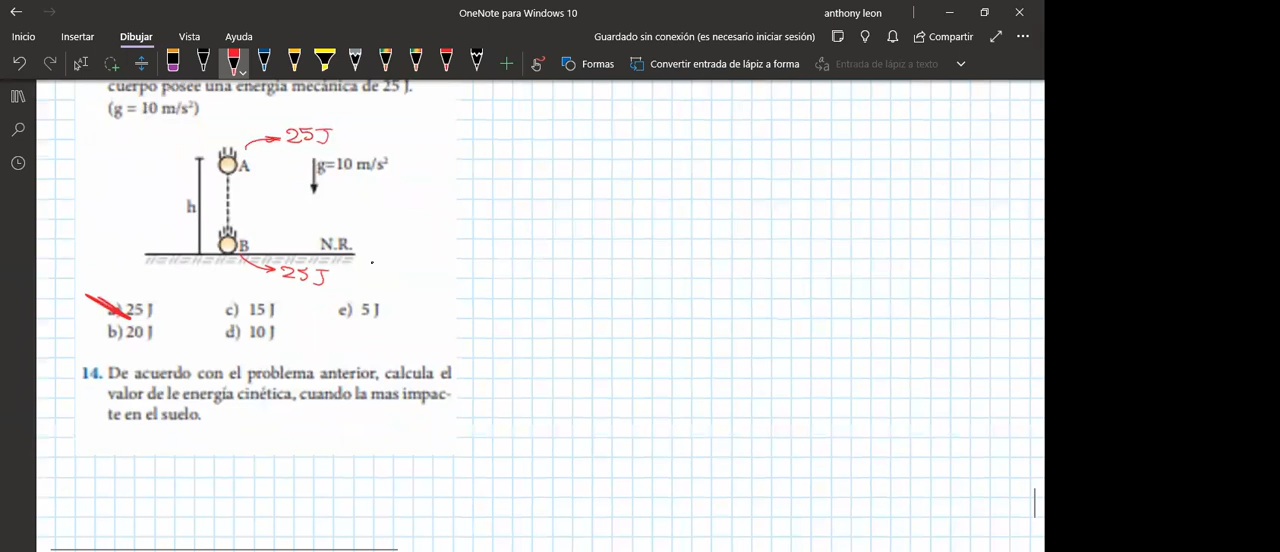 OneNote para Windows 10
anthony leon
Inicio Insertar Dibujar Vista Ayuda
Guardado sin conexión (es necesario iniciar sesión) Compartir
Formas Convertir entrada de lápiz a forma Entrada de lápiz a texto
cuerpo posee una energía mecánica de 25 J.
(g = 10 m/s²)
25J
A
g=10 m/s²
h
B N.R.
25J
a) 25 J c) 15 J e) 5 J
b) 20 J d) 10 J
14. De acuerdo con el problema anterior, calcula el
valor de le energía cinética, cuando la mas impac-
te en el suelo.